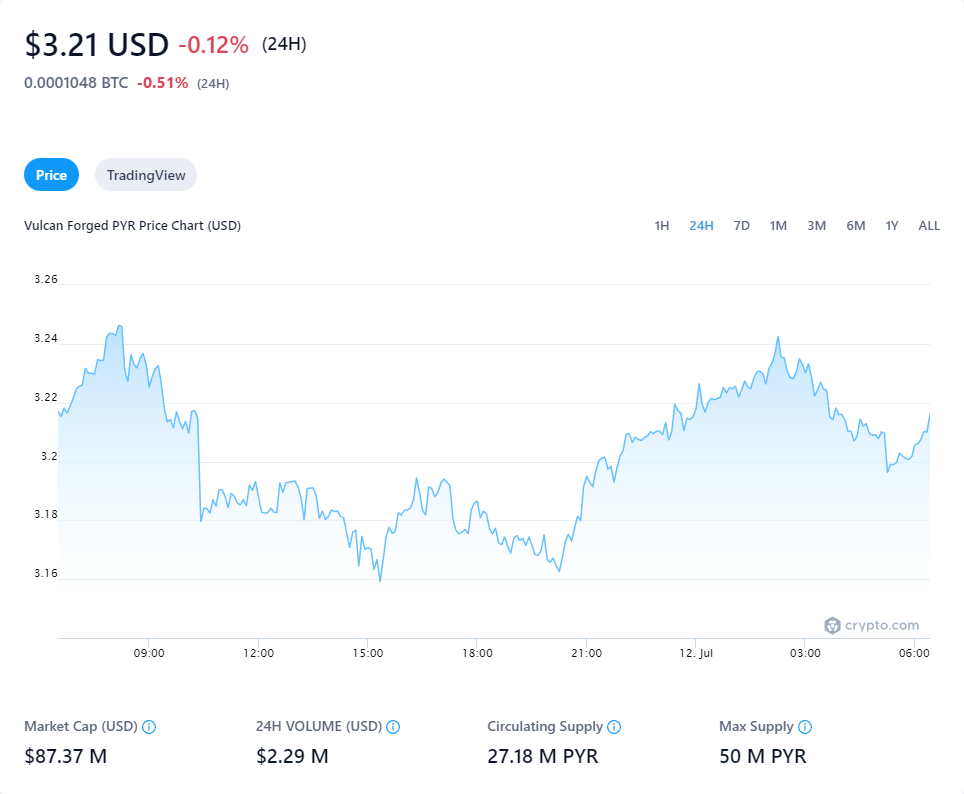 $3.21 USD -0.12% (24H)
0.0001048 BTC -0.51% (24H)
Price TradingView
Vulcan Forged PYR Price Chart (USD) 1H 24H 7D 1M 3M 6M 1Y ALL
3.26
3.24
3.22
3.2
3.18
3.16
crypto.com
09:00 12:00 15:00 18:00 21:00 12. Jul 03:00 06:00
Market Cap (USD) 24H VOLUME (USD) Circulating Supply Max Supply
$87.37 M $2.29 M 27.18 M PYR 50 M PYR